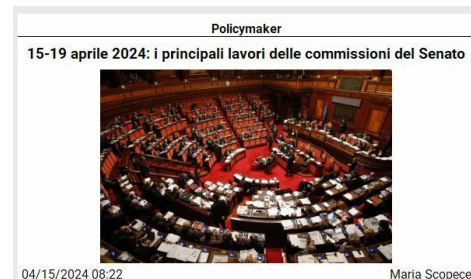 Policymaker
15-19 aprile 2024: i principali lavori delle commissioni del Senato
04/15/2024 08:22
Maria Scopece